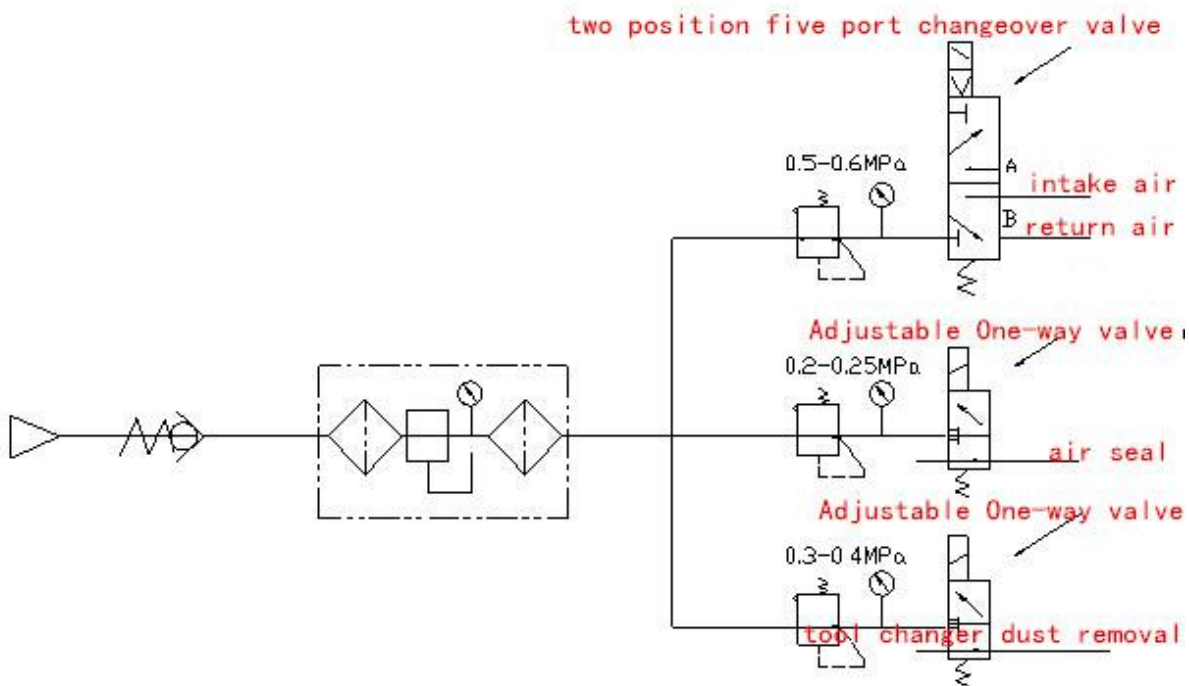 two position five port changeover valve
0.5-0.6MPa
A
intake air
B
return air
Adjustable One-way valve
0.2-0.25MPa
air seal
Adjustable One-way valve
0.3-0.4MPa
tool changer dust removal